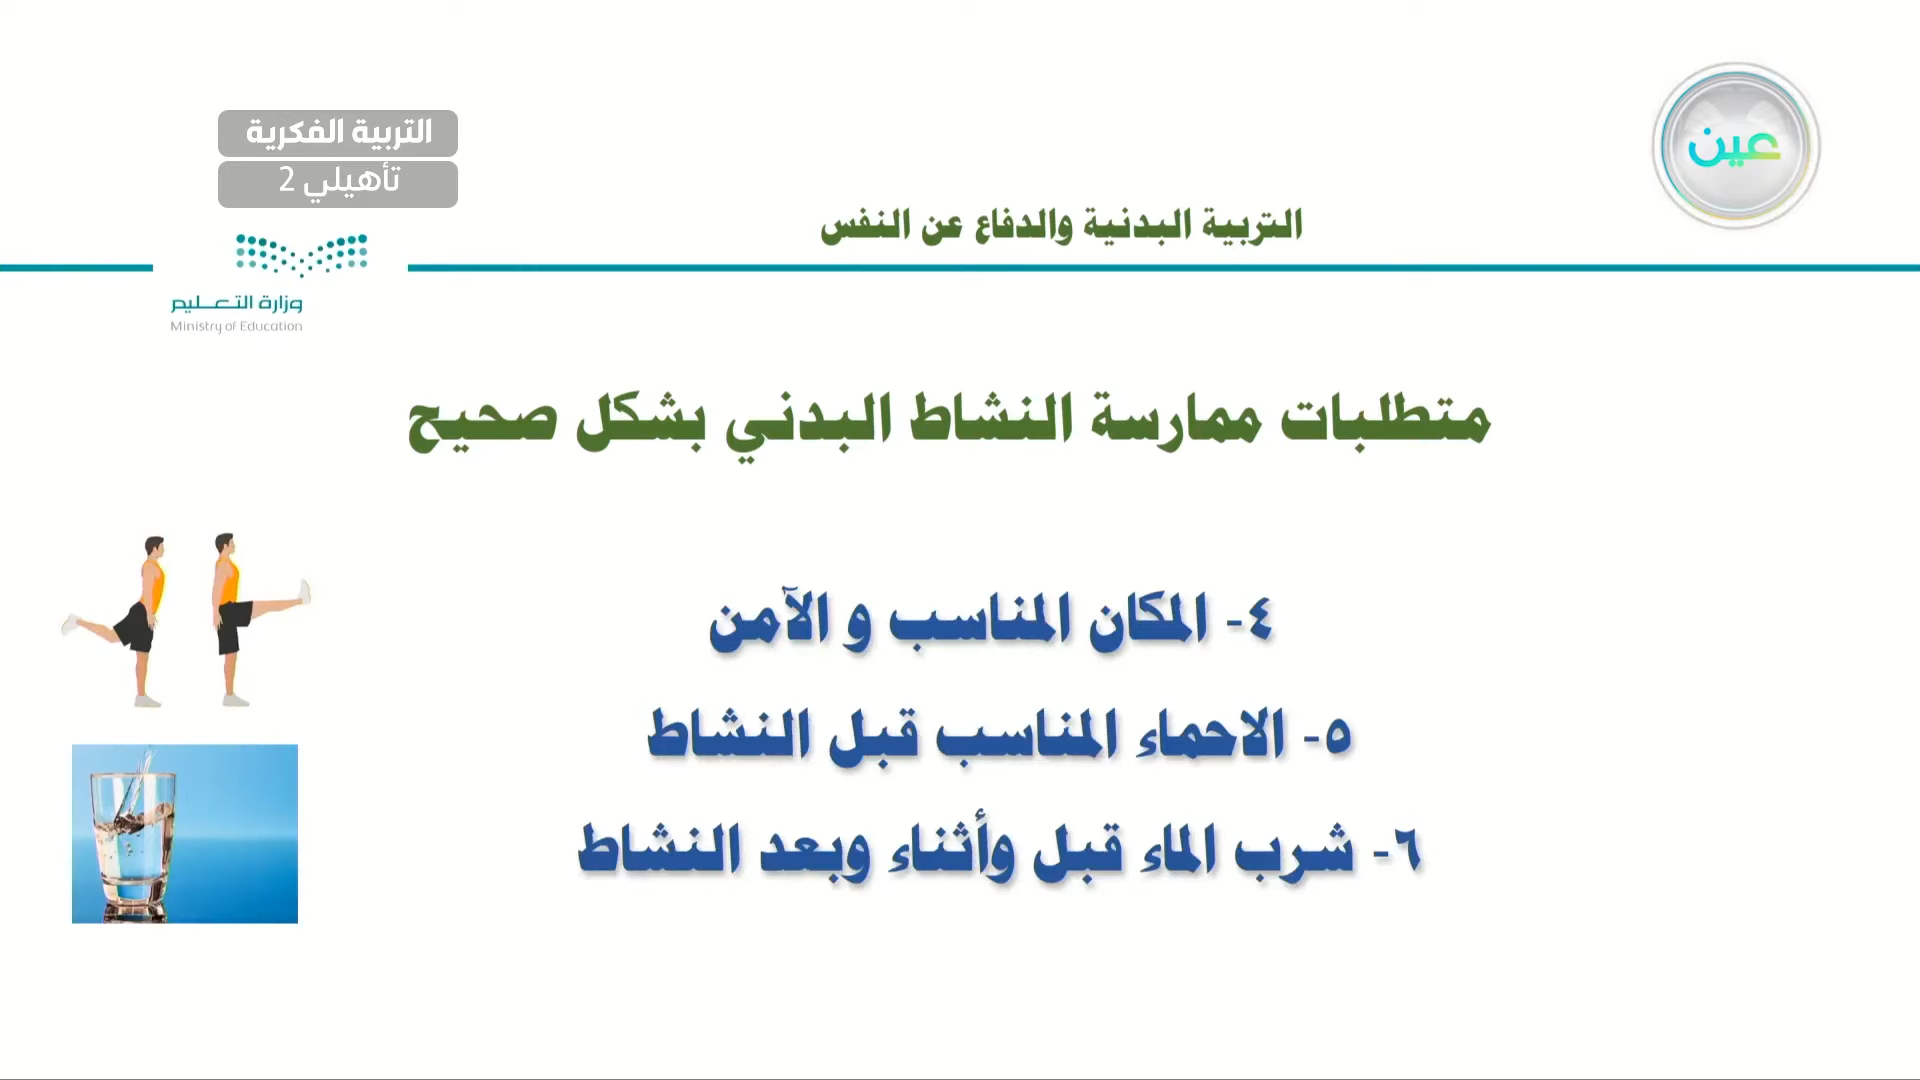 عين
التربية الفكرية
تأهيلي 2
التربية البدنية والدفاع عن النفس
وزارة التعـــليم
Ministry of Education
متطلبات ممارسة النشاط البدني بشكل صحيح
٤- المكان المناسب و الآمن
٥- الاحماء المناسب قبل النشاط
٦- شرب الماء قبل وأثناء وبعد النشاط